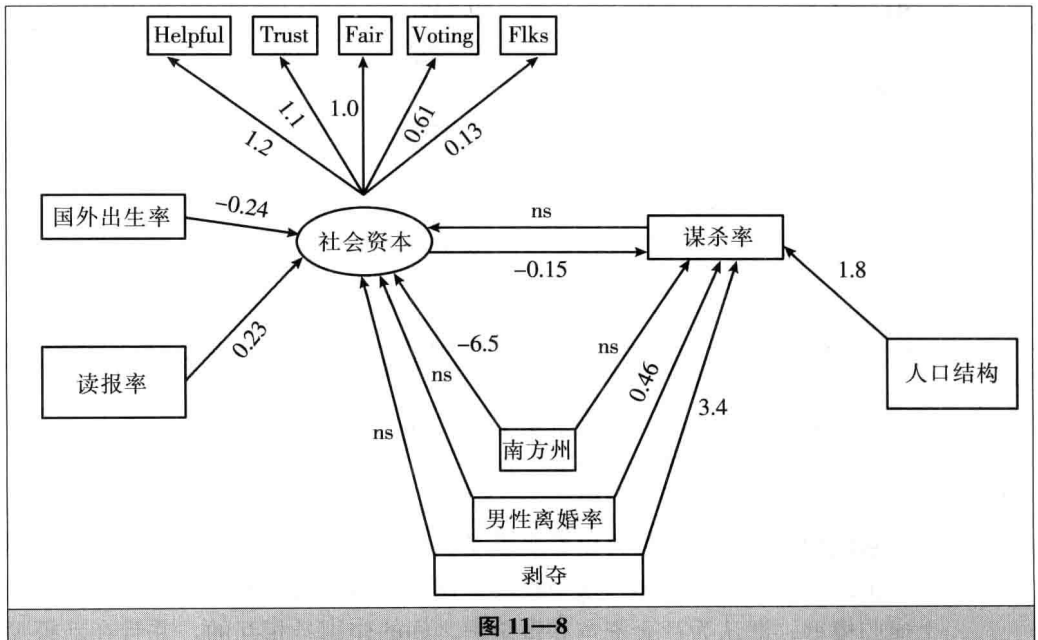 Helpful Trust Fair Voting Flks
1.2 1.1 1.0 0.61 0.13
国外出生率
-0.24
社会资本
ns
-0.15
谋杀率
1.8
读报率
0.23
人口结构
-6.5
ns
ns
ns
0.46
3.4
南方州
男性离婚率
剥夺
图 11—8